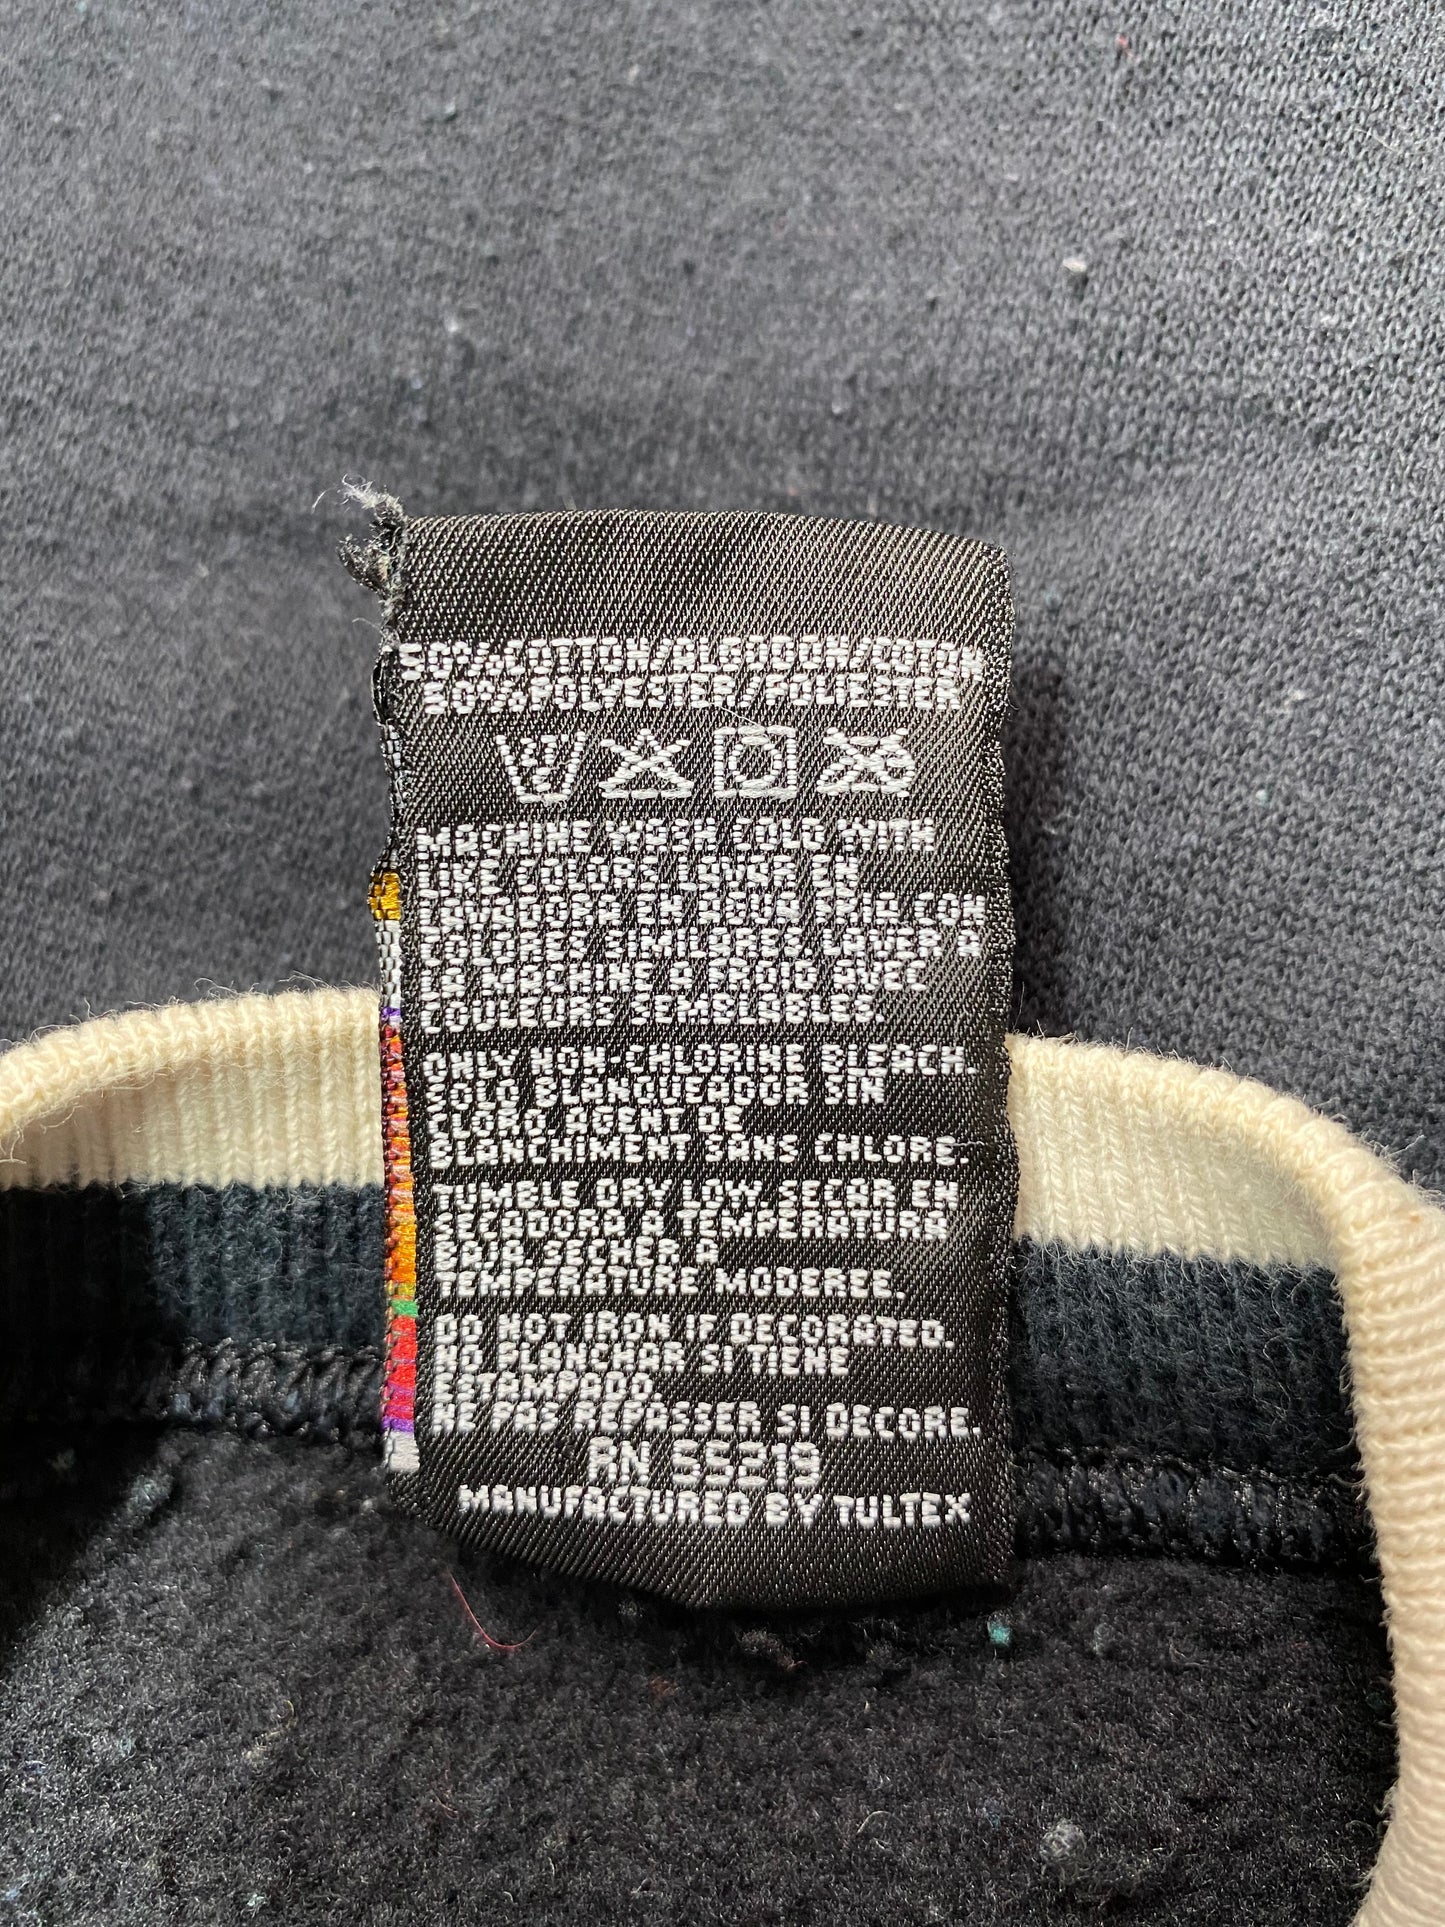 50% COTTON/ALGODON/COTON
50% POLYESTER/POLIESTER
MACHINE WASH COLD WITH
LIKE COLORS. LAVAR EN
LAVADORA EN AGUA FRIA CON
COLORES SIMILARES. LAVER A
LA MACHINE A FROID AVEC
COULEURS SEMBLABLES.
ONLY NON-CHLORINE BLEACH.
SOLO BLANQUEADOR SIN
CLORO AGENT DE
BLANCHIMENT SANS CHLORE.
TUMBLE DRY LOW. SECAR EN
SECADORA A TEMPERATURA
BAJA. SECHER A
TEMPERATURE MODEREE.
DO NOT IRON IF DECORATED.
NO PLANCHAR SI TIENE
ESTAMPADO.
NE PAS REPASSER SI DECORE.
RN 55219
MANUFACTURED BY TULTEX